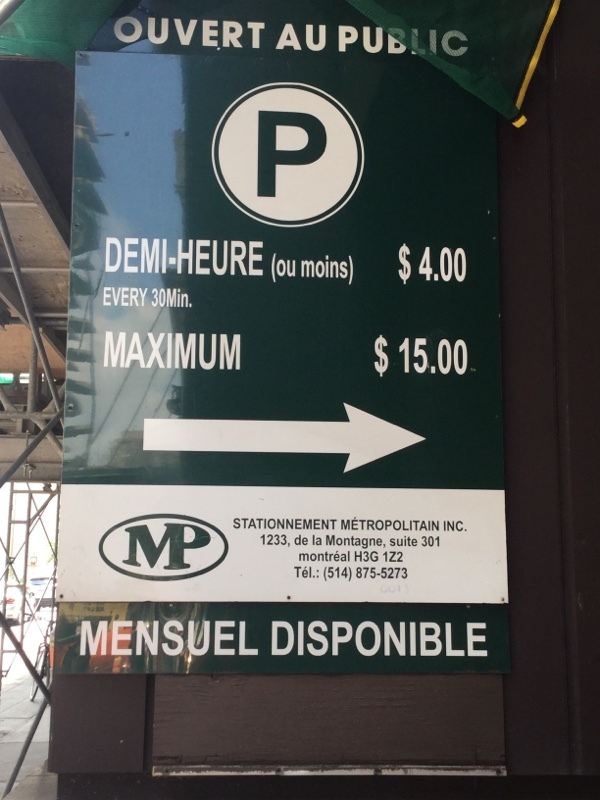 OUVERT AU PUBLIC
P
DEMI-HEURE (ou moins) $ 4.00
EVERY 30Min.
MAXIMUM $ 15.00
MP STATIONNEMENT MÉTROPOLITAIN INC.
1233, de la Montagne, suite 301
montréal H3G 1Z2
Tél.: (514) 875-5273
MENSUEL DISPONIBLE